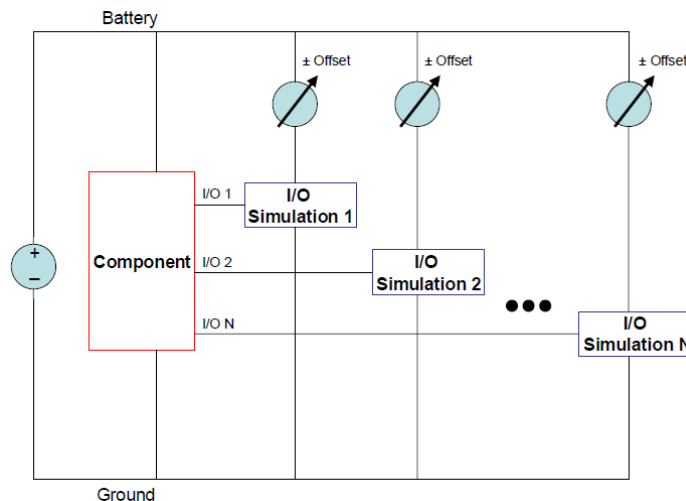 Battery
± Offset
± Offset
± Offset
I/O 1
I/O
Simulation 1
+
Component
−
I/O 2
I/O
Simulation 2
I/O N
I/O
Simulation N
Ground